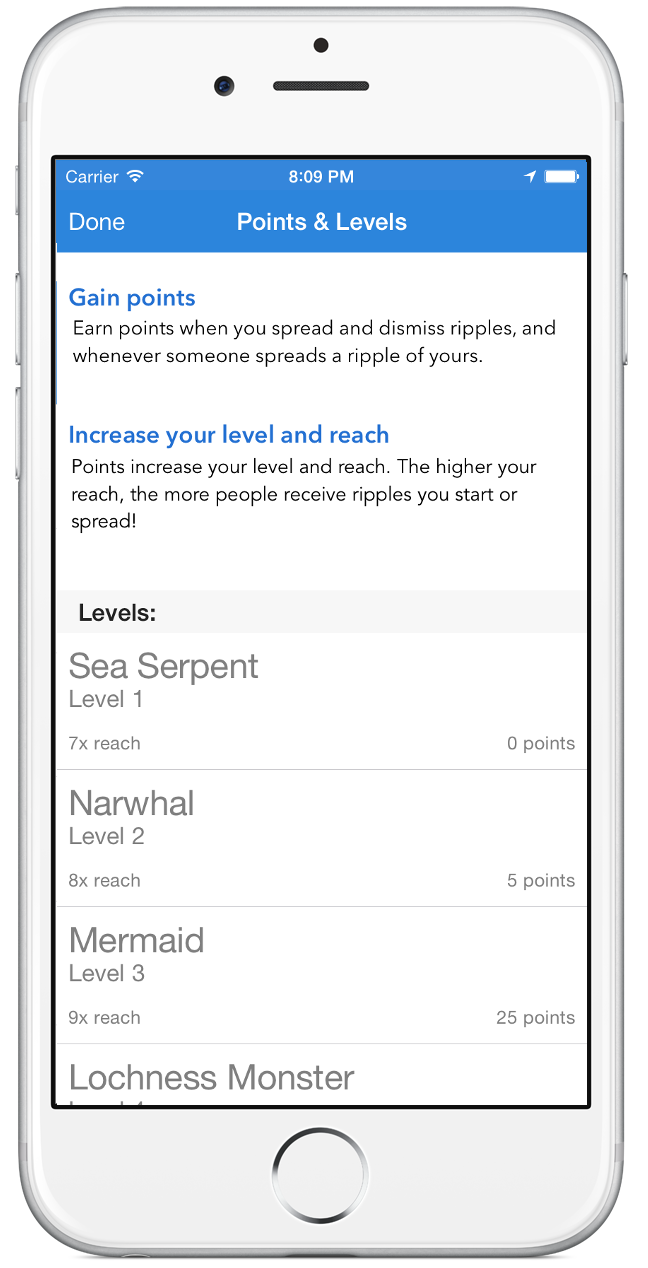 Carrier 8:09 PM
Done Points & Levels
Gain points
Earn points when you spread and dismiss ripples, and
whenever someone spreads a ripple of yours.
Increase your level and reach
Points increase your level and reach. The higher your
reach, the more people receive ripples you start or
spread!
Levels:
Sea Serpent
Level 1
7x reach 0 points
Narwhal
Level 2
8x reach 5 points
Mermaid
Level 3
9x reach 25 points
Lochness Monster